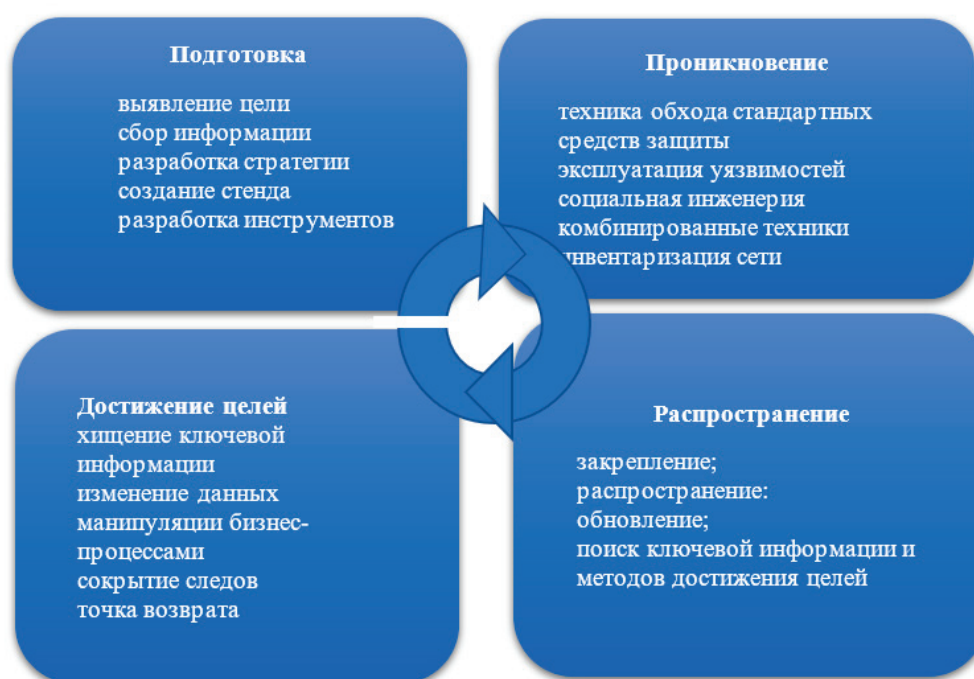 Подготовка
выявление цели
сбор информации
разработка стратегии
создание стенда
разработка инструментов
Проникновение
техника обхода стандартных
средств защиты
эксплуатация уязвимостей
социальная инженерия
комбинированные техники
инвентаризация сети
Достижение целей
хищение ключевой
информации
изменение данных
манипуляции бизнес-
процессами
сокрытие следов
точка возврата
Распространение
закрепление;
распространение:
обновление;
поиск ключевой информации и
методов достижения целей